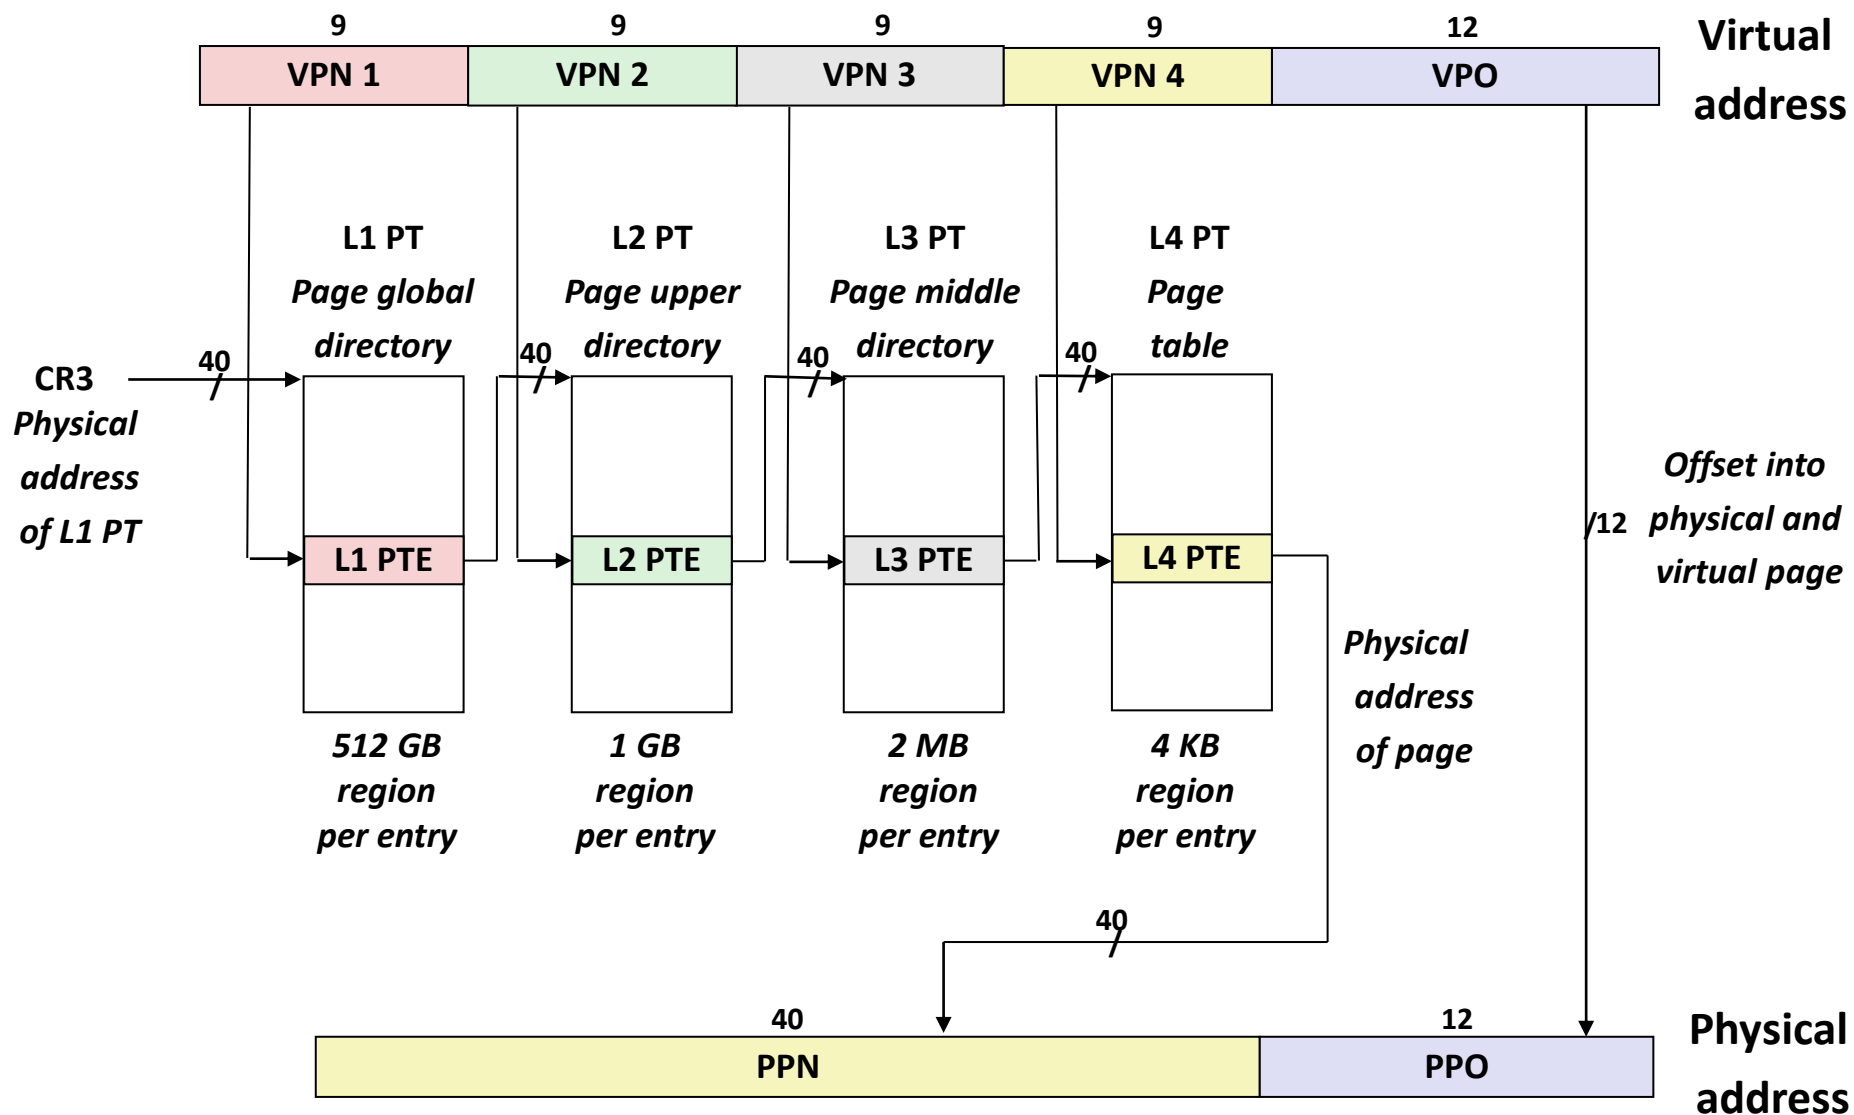 9
9
9
9
12
VPN 1
VPN 2
VPN 3
VPN 4
VPO
Virtual
address
L1 PT
Page global
directory
L2 PT
Page upper
directory
L3 PT
Page middle
directory
L4 PT
Page
table
CR3
Physical
address
of L1 PT
40
40
40
40
L1 PTE
L2 PTE
L3 PTE
L4 PTE
/12
Offset into
physical and
virtual page
512 GB
region
per entry
1 GB
region
per entry
2 MB
region
per entry
4 KB
region
per entry
Physical
address
of page
40
40
12
PPN
PPO
Physical
address